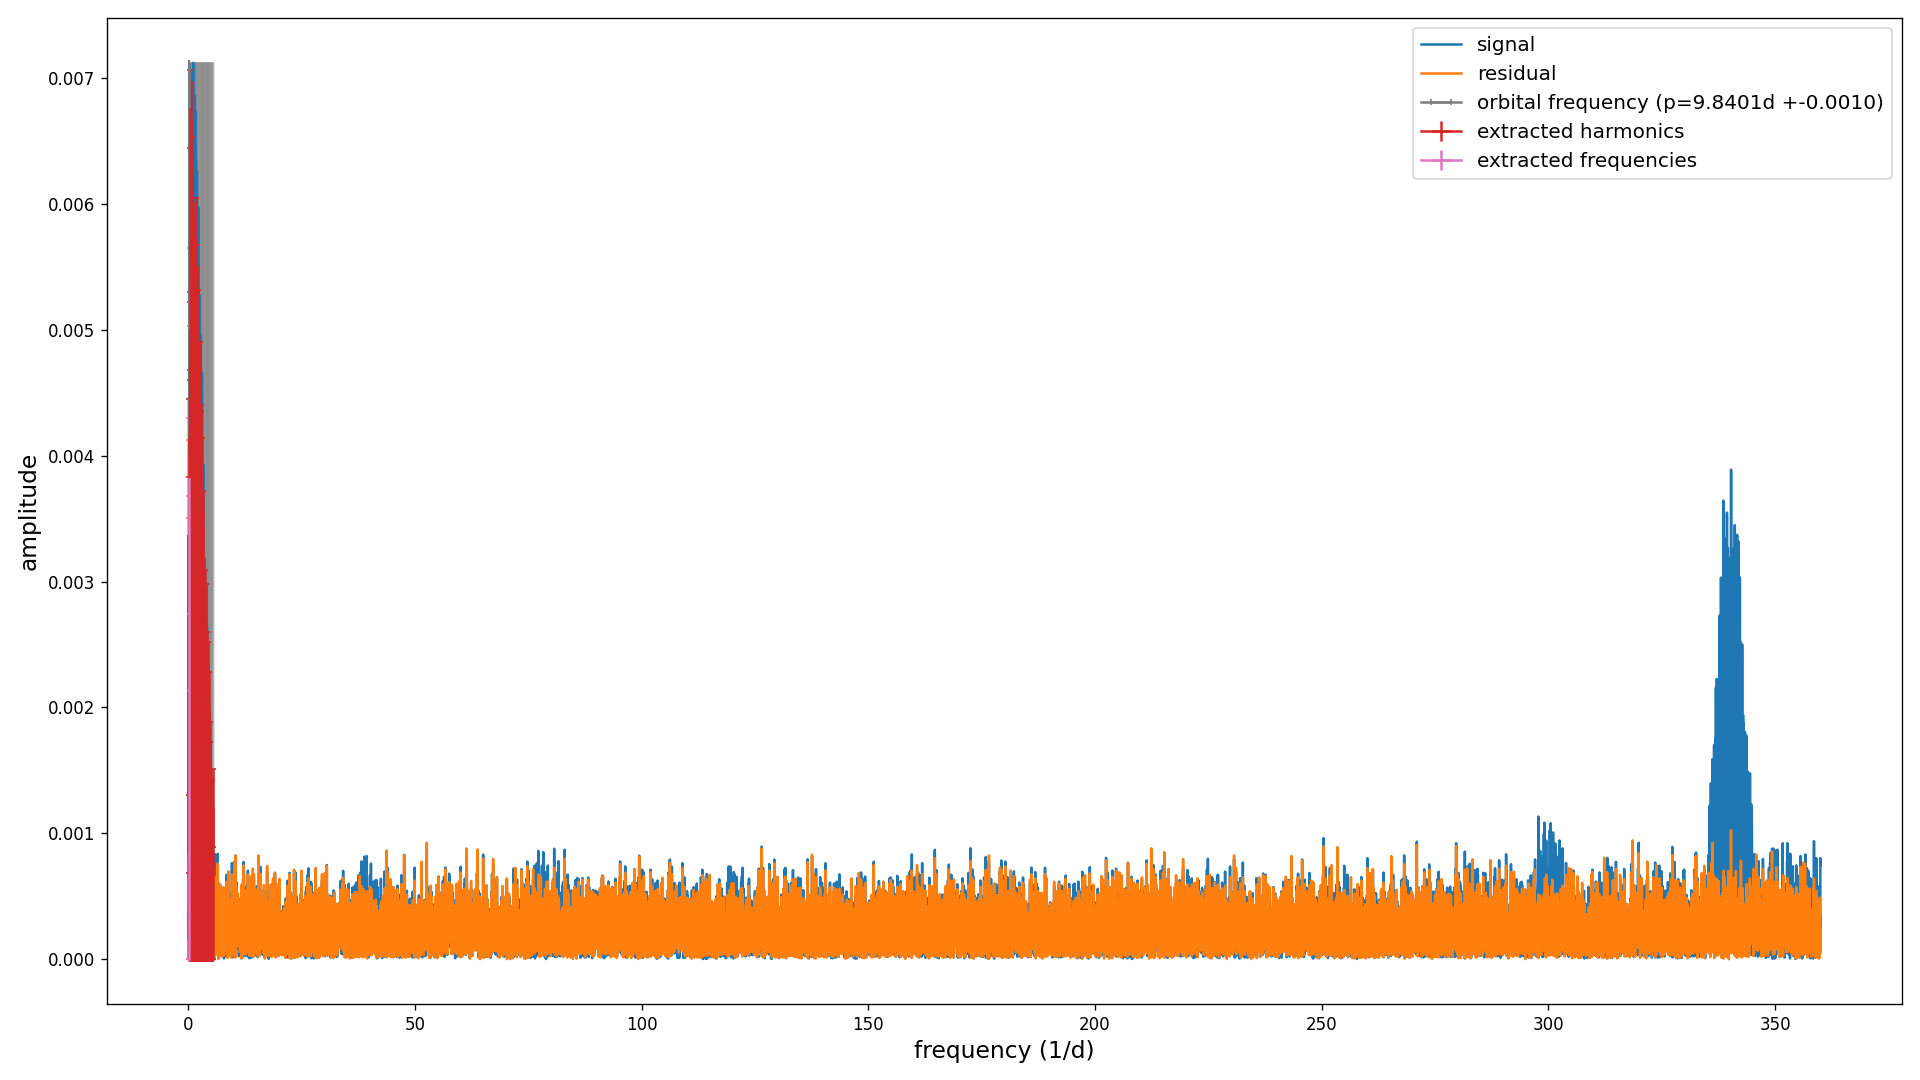 signal
residual
orbital frequency (p=9.8401d +-0.0010)
extracted harmonics
extracted frequencies
0.007
0.006
0.005
0.004
0.003
0.002
0.001
0.000
amplitude
0 50 100 150 200 250 300 350
frequency (1/d)